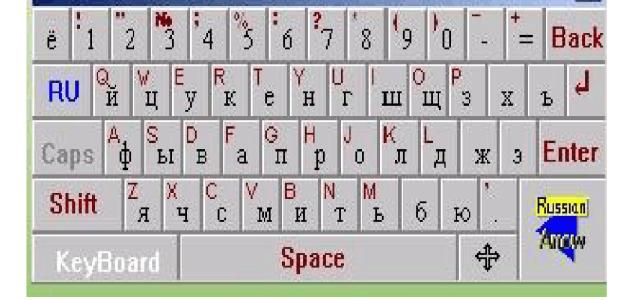 ё ! 1 " 2 № 3 ; 4 % 5 : 6 ? 7 * 8 ( 9 ) 0 - + = Back
RU Q й W ц E у R к T е Y н U г I ш O щ P з х ъ ↲
Caps A ф S ы D в F а G п H р J о K л L д ж э Enter
Shift Z я X ч C с V м B и N т M ь б ю ' . Russian
KeyBoard Space Array